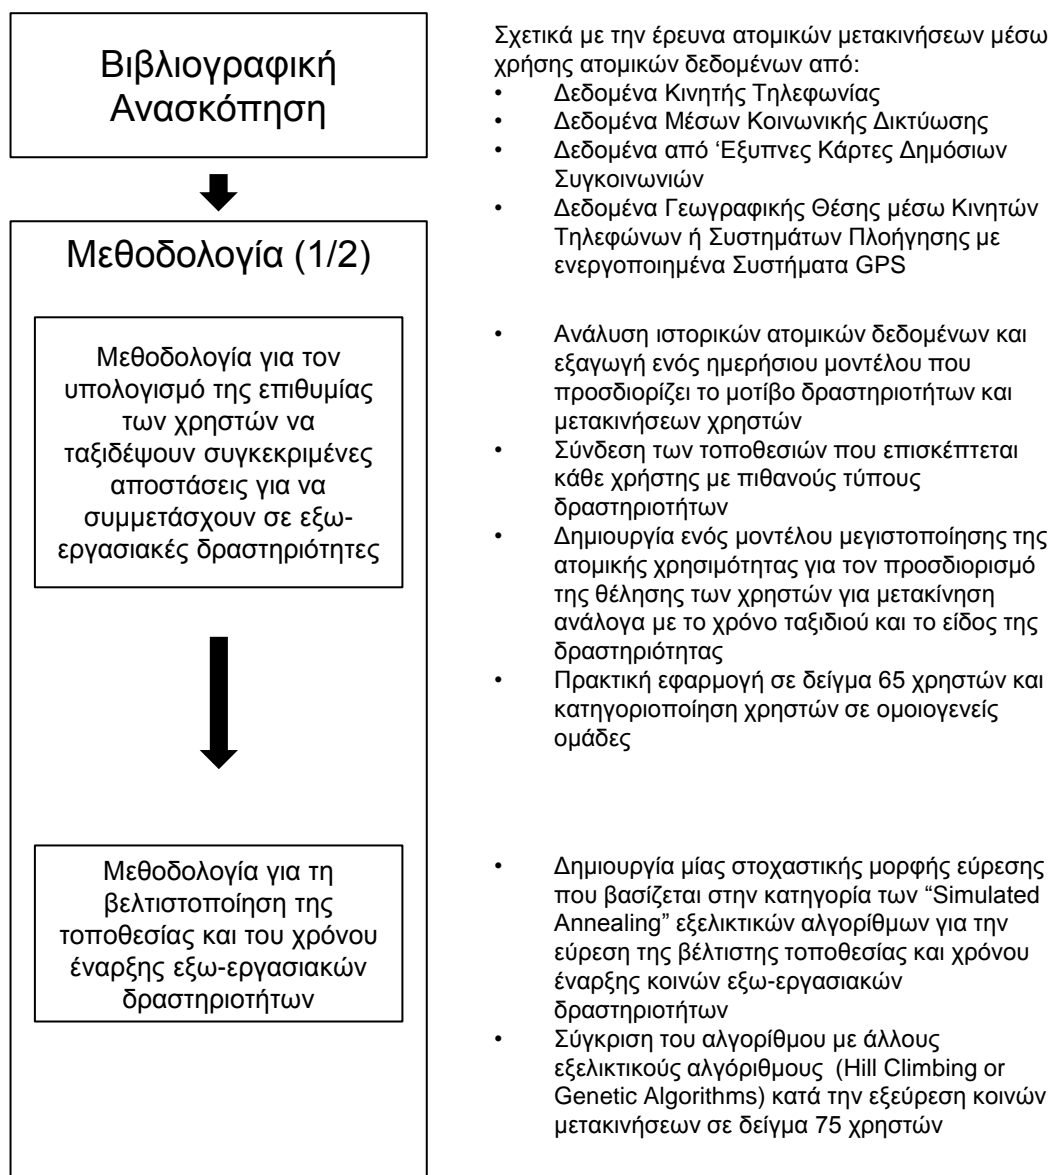 Βιβλιογραφική
Ανασκόπηση
Σχετικά με την έρευνα ατομικών μετακινήσεων μέσω
χρήσης ατομικών δεδομένων από:
• Δεδομένα Κινητής Τηλεφωνίας
• Δεδομένα Μέσων Κοινωνικής Δικτύωσης
• Δεδομένα από ‘Εξυπνες Κάρτες Δημόσιων
Συγκοινωνιών
• Δεδομένα Γεωγραφικής Θέσης μέσω Κινητών
Τηλεφώνων ή Συστημάτων Πλοήγησης με
ενεργοποιημένα Συστήματα GPS
Μεθοδολογία (1/2)
Μεθοδολογία για τον
υπολογισμό της επιθυμίας
των χρηστών να
ταξιδέψουν συγκεκριμένες
αποστάσεις για να
συμμετάσχουν σε εξω-
εργασιακές δραστηριότητες
• Ανάλυση ιστορικών ατομικών δεδομένων και
εξαγωγή ενός ημερήσιου μοντέλου που
προσδιορίζει το μοτίβο δραστηριοτήτων και
μετακινήσεων χρηστών
• Σύνδεση των τοποθεσιών που επισκέπτεται
κάθε χρήστης με πιθανούς τύπους
δραστηριοτήτων
• Δημιουργία ενός μοντέλου μεγιστοποίησης της
ατομικής χρησιμότητας για τον προσδιορισμό
της θέλησης των χρηστών για μετακίνηση
ανάλογα με το χρόνο ταξιδιού και το είδος της
δραστηριότητας
• Πρακτική εφαρμογή σε δείγμα 65 χρηστών και
κατηγοριοποίηση χρηστών σε ομοιογενείς
ομάδες
Μεθοδολογία για τη
βελτιστοποίηση της
τοποθεσίας και του χρόνου
έναρξης εξω-εργασιακών
δραστηριοτήτων
• Δημιουργία μίας στοχαστικής μορφής εύρεσης
που βασίζεται στην κατηγορία των “Simulated
Annealing” εξελικτικών αλγορίθμων για την
εύρεση της βέλτιστης τοποθεσίας και χρόνου
έναρξης κοινών εξω-εργασιακών
δραστηριοτήτων
• Σύγκριση του αλγορίθμου με άλλους
εξελικτικούς αλγόριθμους (Hill Climbing or
Genetic Algorithms) κατά την εξεύρεση κοινών
μετακινήσεων σε δείγμα 75 χρηστών